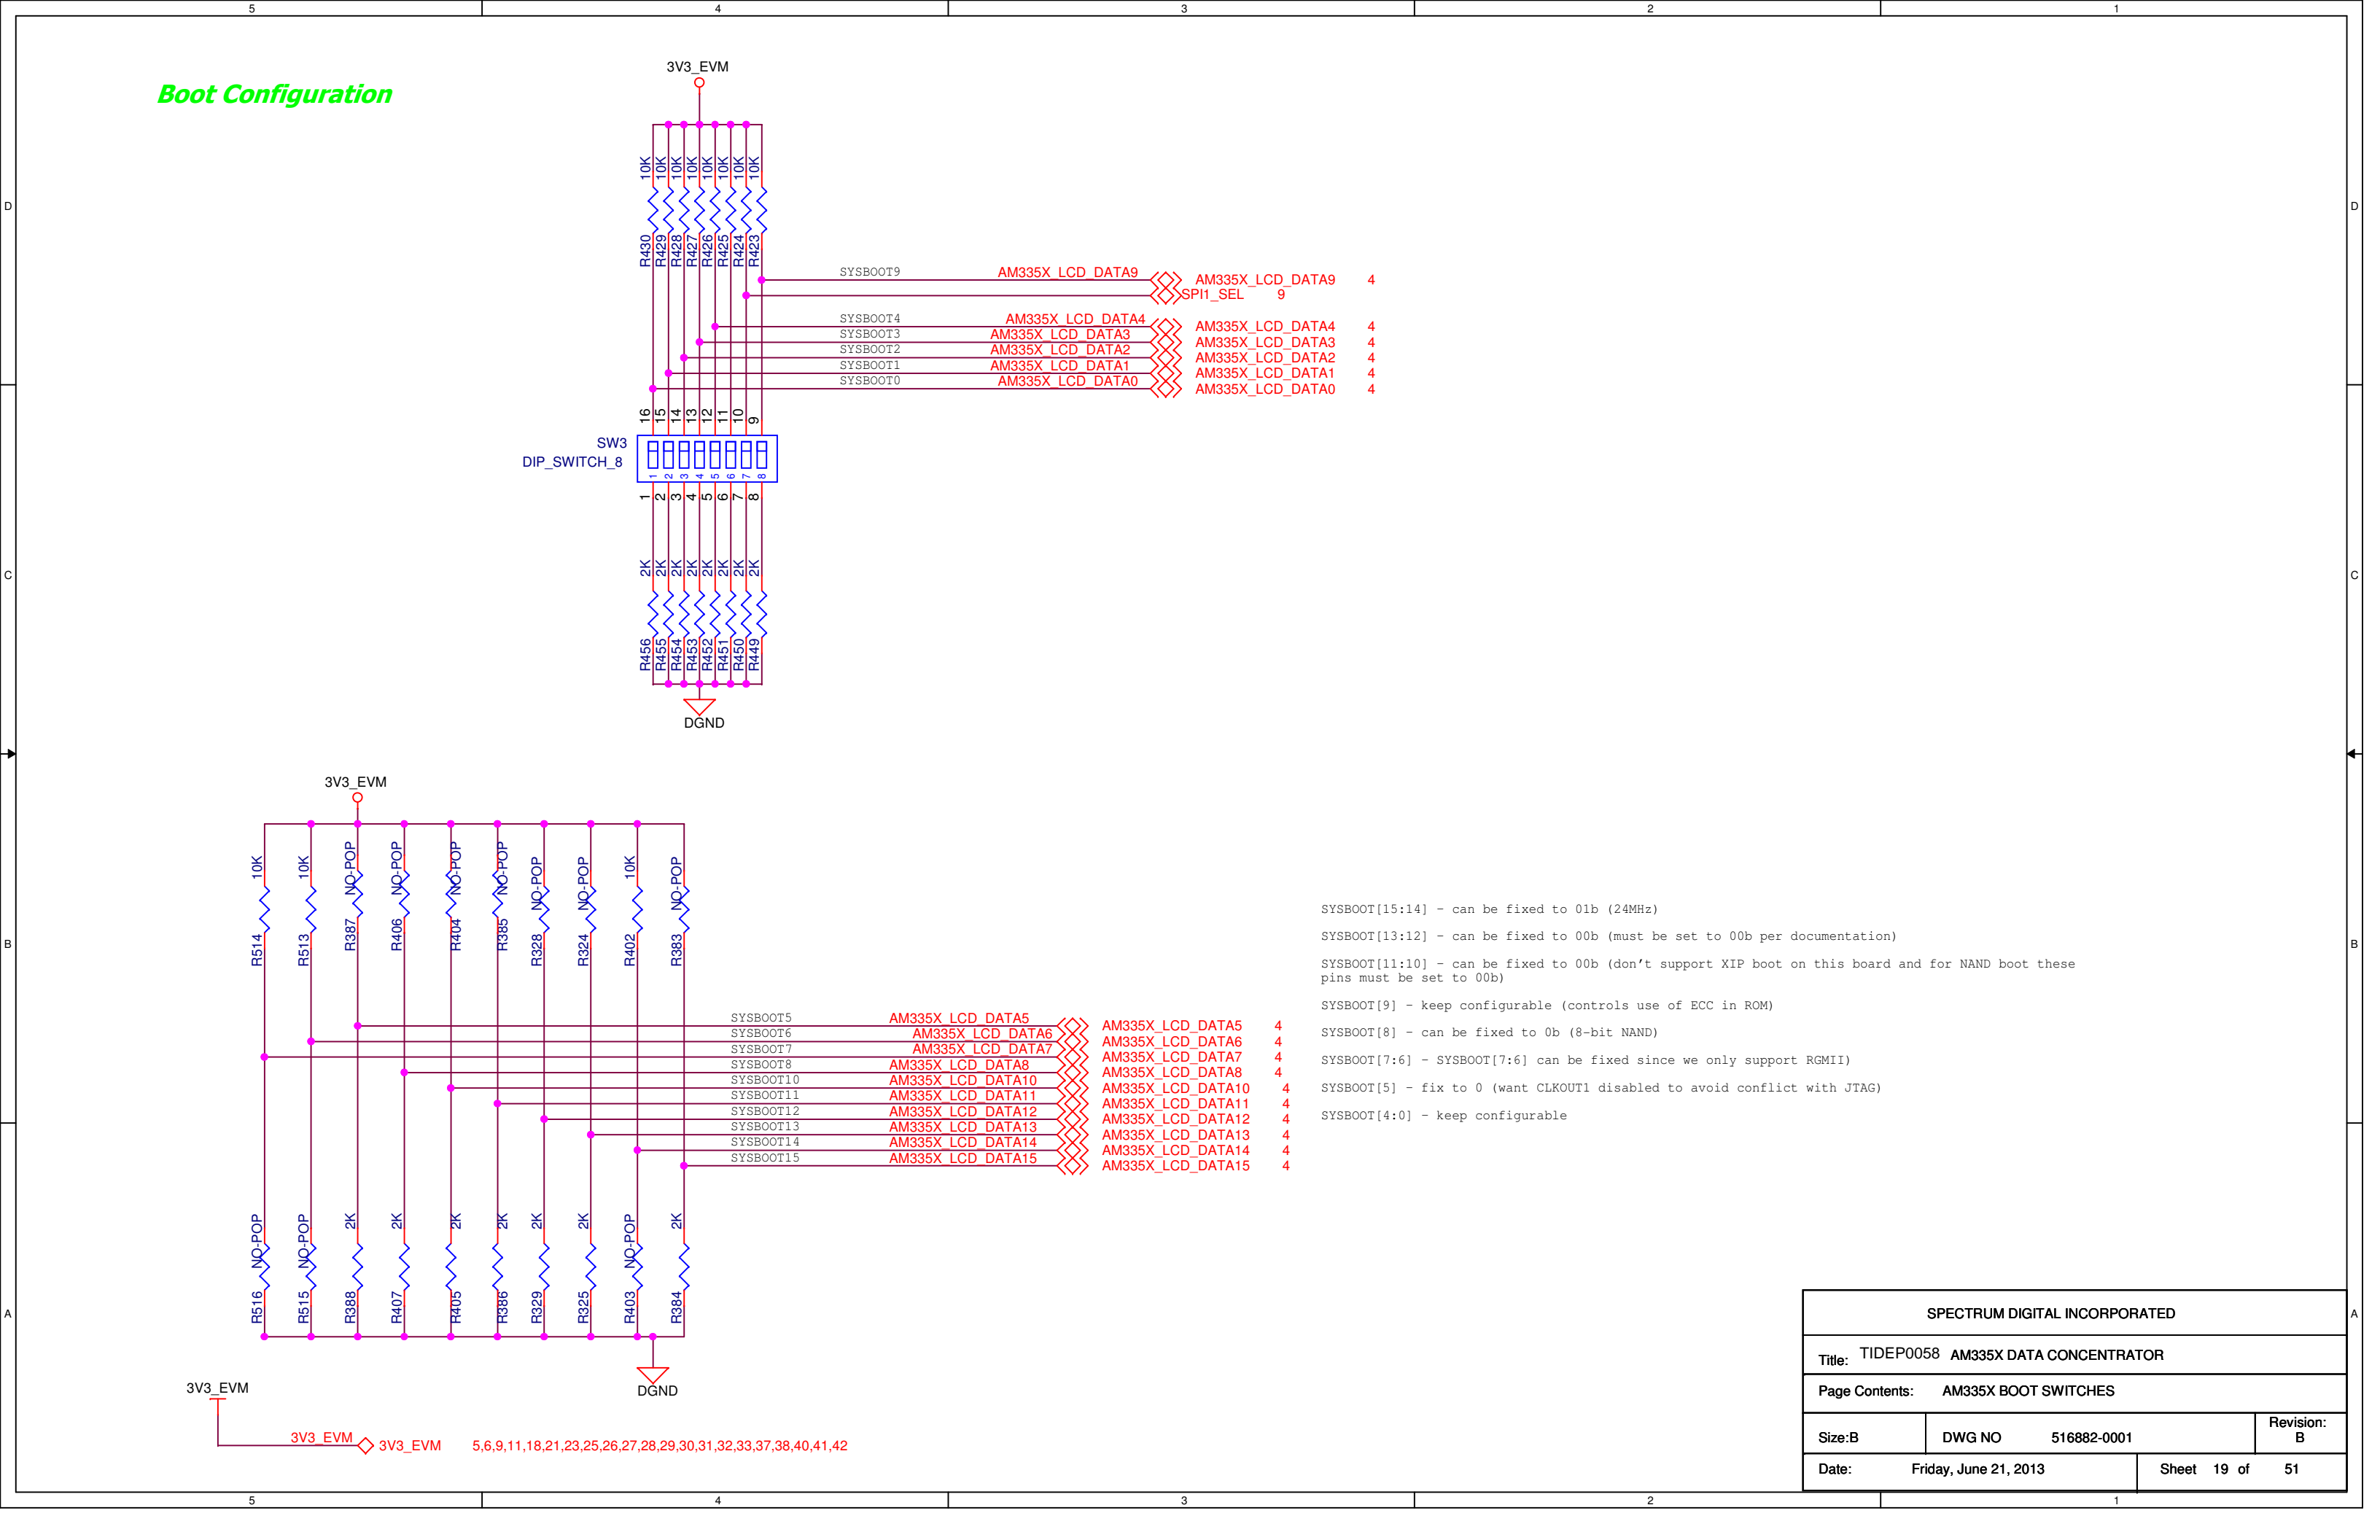 5 4 3 2 1
Boot Configuration
3V3_EVM
10K 10K 10K 10K 10K 10K 10K 10K
D D
R430 R429 R428 R427 R426 R425 R424 R423
SYSBOOT9 AM335X_LCD_DATA9 AM335X_LCD_DATA9 4
SPI1_SEL 9
SYSBOOT4 AM335X_LCD_DATA4 AM335X_LCD_DATA4 4
SYSBOOT3 AM335X_LCD_DATA3 AM335X_LCD_DATA3 4
SYSBOOT2 AM335X_LCD_DATA2 AM335X_LCD_DATA2 4
SYSBOOT1 AM335X_LCD_DATA1 AM335X_LCD_DATA1 4
SYSBOOT0 AM335X_LCD_DATA0 AM335X_LCD_DATA0 4
16 15 14 13 12 11 10 9
SW3
DIP_SWITCH_8
1 2 3 4 5 6 7 8
1 2 3 4 5 6 7 8
2K 2K 2K 2K 2K 2K 2K 2K
C C
R456 R455 R454 R453 R452 R451 R450 R449
DGND
3V3_EVM
10K 10K NO-POP NO-POP NO-POP NO-POP NO-POP NO-POP 10K NO-POP
R514 R513 R387 R406 R404 R385 R328 R324 R402 R383
B B
SYSBOOT5 AM335X_LCD_DATA5 AM335X_LCD_DATA5 4
SYSBOOT6 AM335X_LCD_DATA6 AM335X_LCD_DATA6 4
SYSBOOT7 AM335X_LCD_DATA7 AM335X_LCD_DATA7 4
SYSBOOT8 AM335X_LCD_DATA8 AM335X_LCD_DATA8 4
SYSBOOT10 AM335X_LCD_DATA10 AM335X_LCD_DATA10 4
SYSBOOT11 AM335X_LCD_DATA11 AM335X_LCD_DATA11 4
SYSBOOT12 AM335X_LCD_DATA12 AM335X_LCD_DATA12 4
SYSBOOT13 AM335X_LCD_DATA13 AM335X_LCD_DATA13 4
SYSBOOT14 AM335X_LCD_DATA14 AM335X_LCD_DATA14 4
SYSBOOT15 AM335X_LCD_DATA15 AM335X_LCD_DATA15 4
SYSBOOT[15:14] - can be fixed to 01b (24MHz)
SYSBOOT[13:12] - can be fixed to 00b (must be set to 00b per documentation)
SYSBOOT[11:10] - can be fixed to 00b (don't support XIP boot on this board and for NAND boot these
pins must be set to 00b)
SYSBOOT[9] - keep configurable (controls use of ECC in ROM)
SYSBOOT[8] - can be fixed to 0b (8-bit NAND)
SYSBOOT[7:6] - SYSBOOT[7:6] can be fixed since we only support RGMII)
SYSBOOT[5] - fix to 0 (want CLKOUT1 disabled to avoid conflict with JTAG)
SYSBOOT[4:0] - keep configurable
NO-POP NO-POP 2K 2K 2K 2K 2K 2K NO-POP 2K
R516 R515 R388 R407 R405 R386 R329 R325 R403 R384
A A
DGND
3V3_EVM
3V3_EVM 3V3_EVM 5,6,9,11,18,21,23,25,26,27,28,29,30,31,32,33,37,38,40,41,42
SPECTRUM DIGITAL INCORPORATED
Title: TIDEP0058 AM335X DATA CONCENTRATOR
Page Contents: AM335X BOOT SWITCHES
Size:B DWG NO 516882-0001 Revision:
B
Date: Friday, June 21, 2013 Sheet 19 of 51
5 4 3 2 1